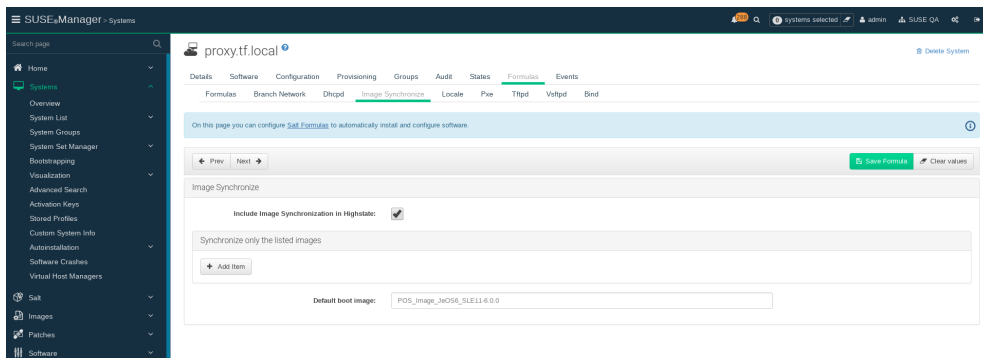 SUSE Manager > Systems
systems selected
admin
SUSE QA
Search page
Home
Systems
Overview
System List
System Groups
System Set Manager
Bootstrapping
Visualization
Advanced Search
Activation Keys
Stored Profiles
Custom System Info
Autoinstallation
Software Crashes
Virtual Host Managers
Salt
Images
Patches
Software
proxy.tf.local ?
Delete System
Details Software Configuration Provisioning Groups Audit States Formulas Events
Formulas Branch Network Dhcpd Image Synchronize Locale Pxe Tftpd Vsftpd Bind
On this page you can configure Salt Formulas to automatically install and configure software.
Prev Next
Save Formula Clear values
Image Synchronize
Include Image Synchronization in Highstate:
Synchronize only the listed images
+ Add Item
Default boot image: POS_Image_JeOS6_SLE11-6.0.0